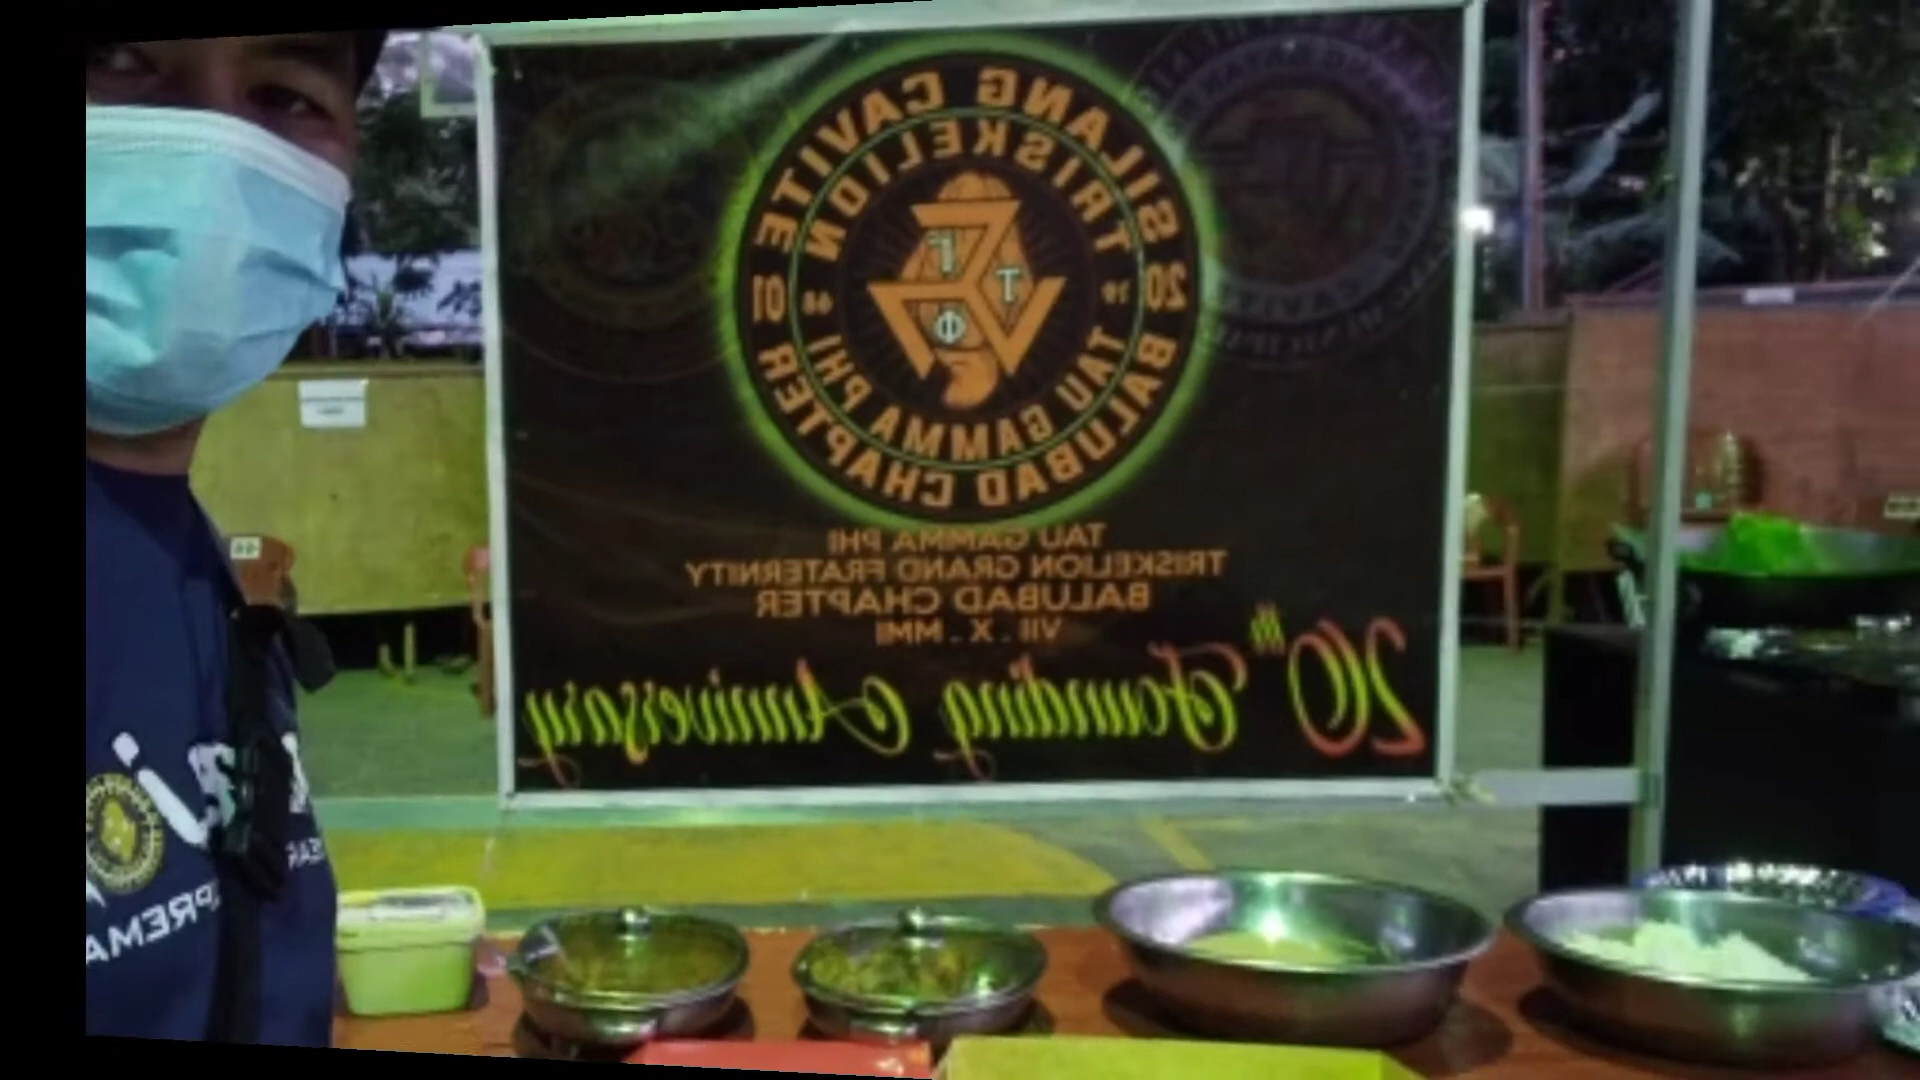 SILANG CAVITE
TRISKELION
20 01
T
Γ
Φ
TAU GAMMA PHI
BALUBAD CHAPTER
TAU GAMMA PHI
TRISKELION GRAND FRATERNITY
BALUBAD CHAPTER
VII . X . MMI
20th Founding Anniversary